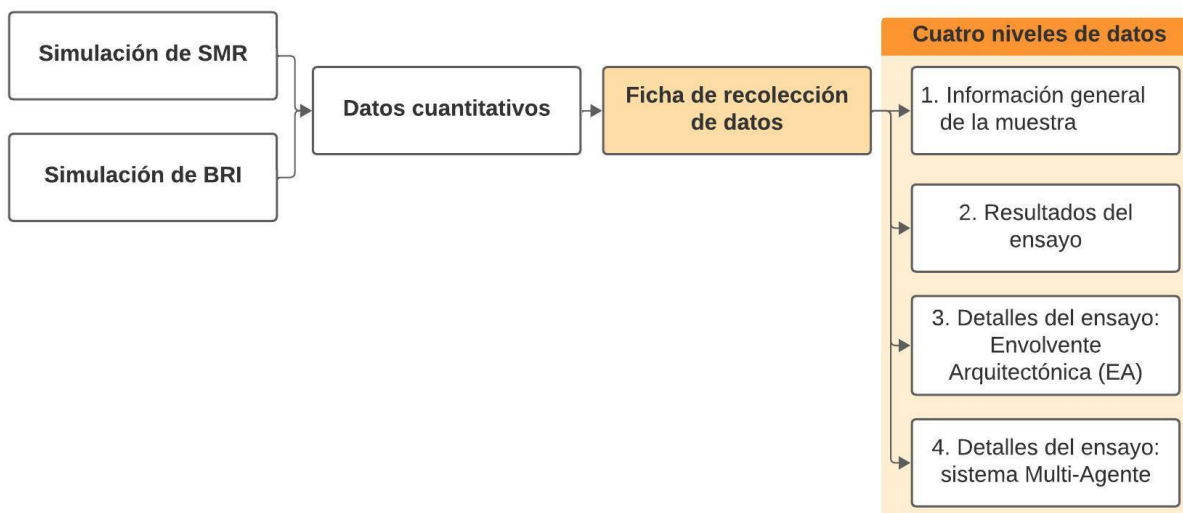 Simulación de SMR
Simulación de BRI
Datos cuantitativos
Ficha de recolección
de datos
Cuatro niveles de datos
1. Información general
de la muestra
2. Resultados del
ensayo
3. Detalles del ensayo:
Envolvente
Arquitectónica (EA)
4. Detalles del ensayo:
sistema Multi-Agente